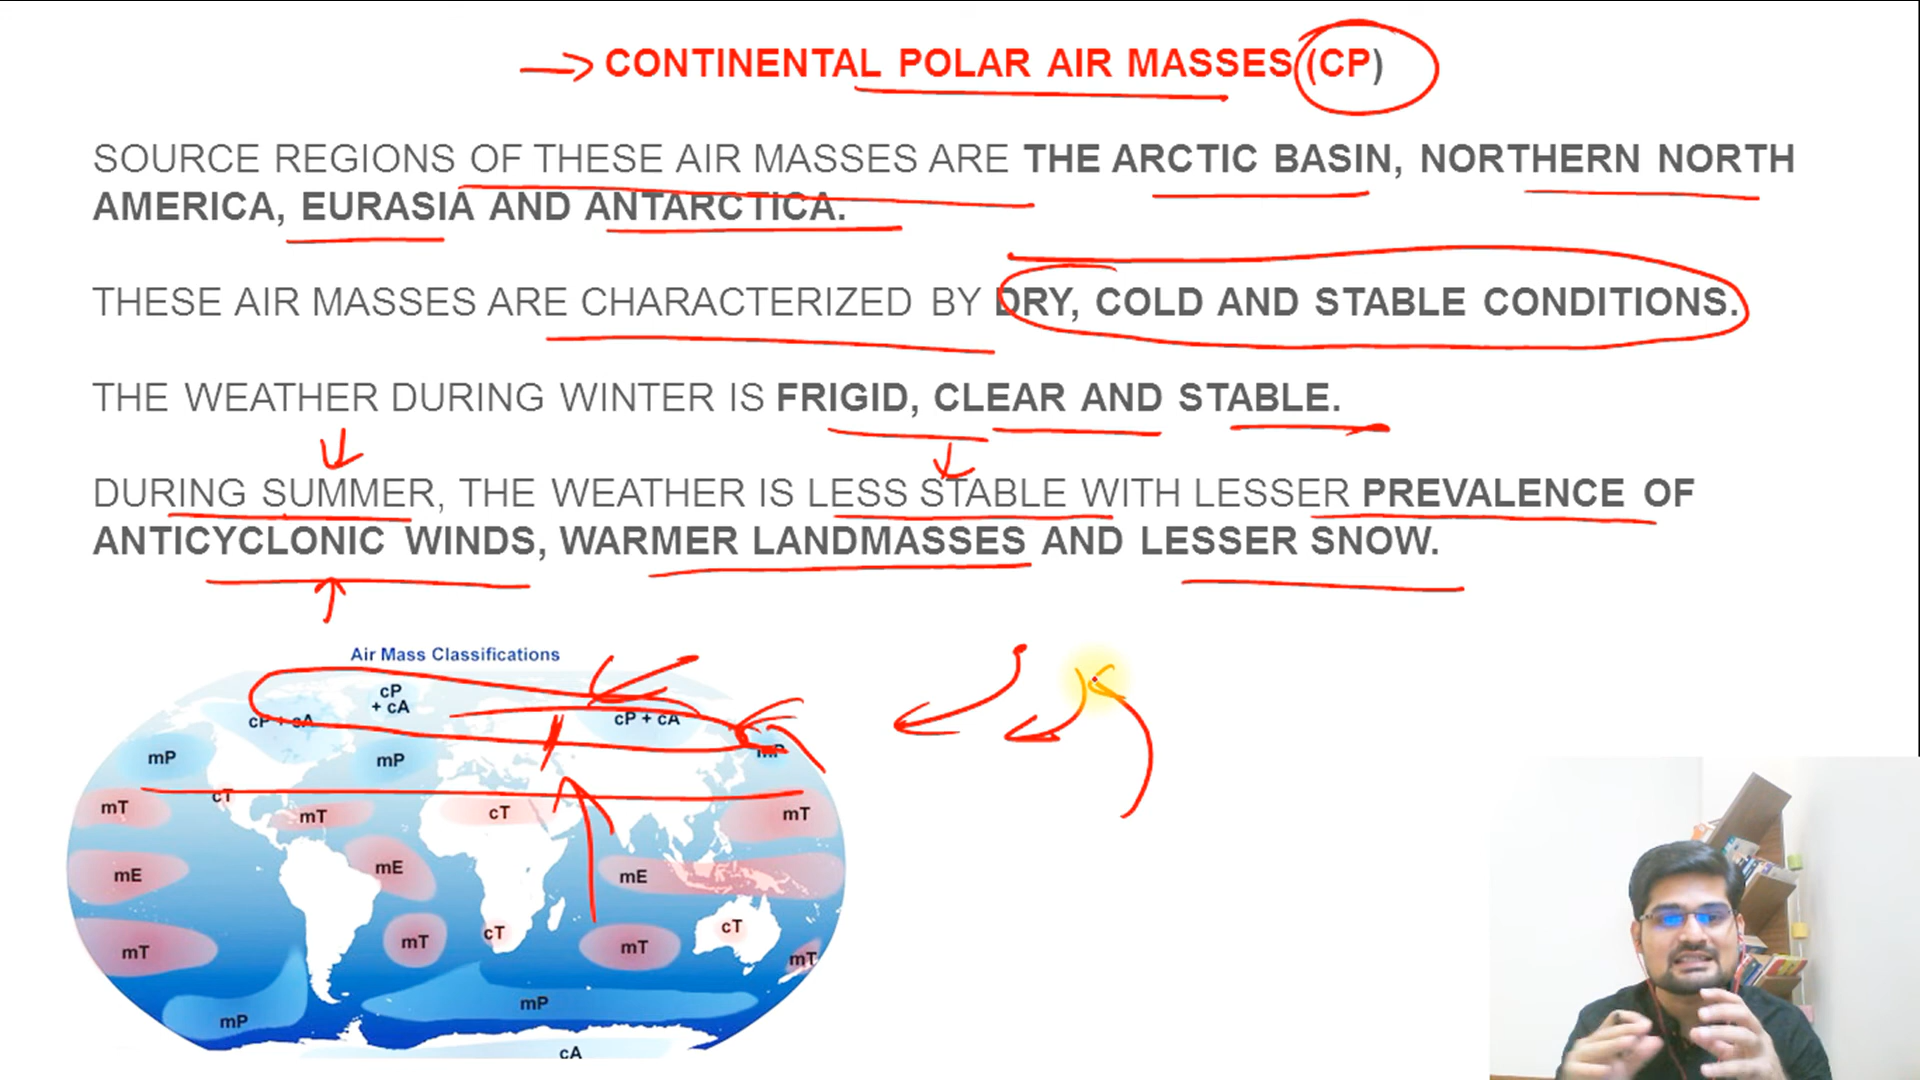 CONTINENTAL POLAR AIR MASSES (CP)
SOURCE REGIONS OF THESE AIR MASSES ARE THE ARCTIC BASIN, NORTHERN NORTH
AMERICA, EURASIA AND ANTARCTICA.
THESE AIR MASSES ARE CHARACTERIZED BY DRY, COLD AND STABLE CONDITIONS.
THE WEATHER DURING WINTER IS FRIGID, CLEAR AND STABLE.
DURING SUMMER, THE WEATHER IS LESS STABLE WITH LESSER PREVALENCE OF
ANTICYCLONIC WINDS, WARMER LANDMASSES AND LESSER SNOW.
Air Mass Classifications
cP
+ cA
cP + cA
cP + cA
mP
mP
mP
cT
mT
mT
cT
mT
mE
mE
mE
mT
mT
cT
mT
cT
mT
mP
mP
cA